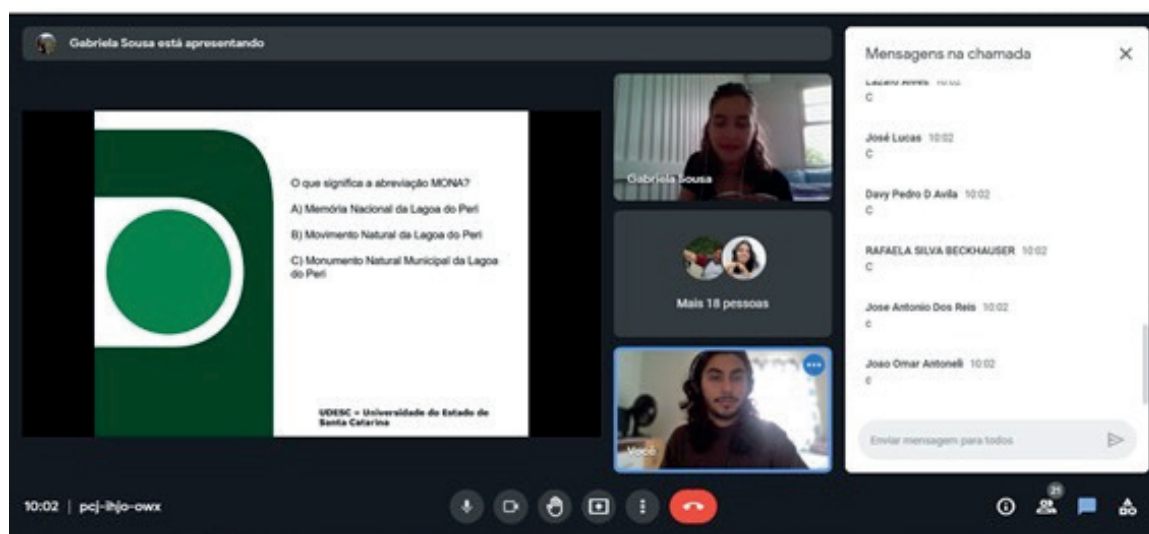 Gabriela Sousa está apresentando
O que significa a abreviação MONA?
A) Memória Nacional da Lagoa do Peri
B) Movimento Natural da Lagoa do Peri
C) Monumento Natural Municipal da Lagoa
do Peri
UDESC – Universidade do Estado de
Santa Catarina
Gabriela Sousa
Mais 18 pessoas
Você
Mensagens na chamada
C
José Lucas 10:02
C
Davy Pedro D Avila 10:02
C
RAFAELA SILVA BECKHAUSER 10:02
C
Jose Antonio Dos Reis 10:02
c
Joao Omar Antoneli 10:02
c
Enviar mensagem para todos
10:02 | pcj-ihjo-owx
21